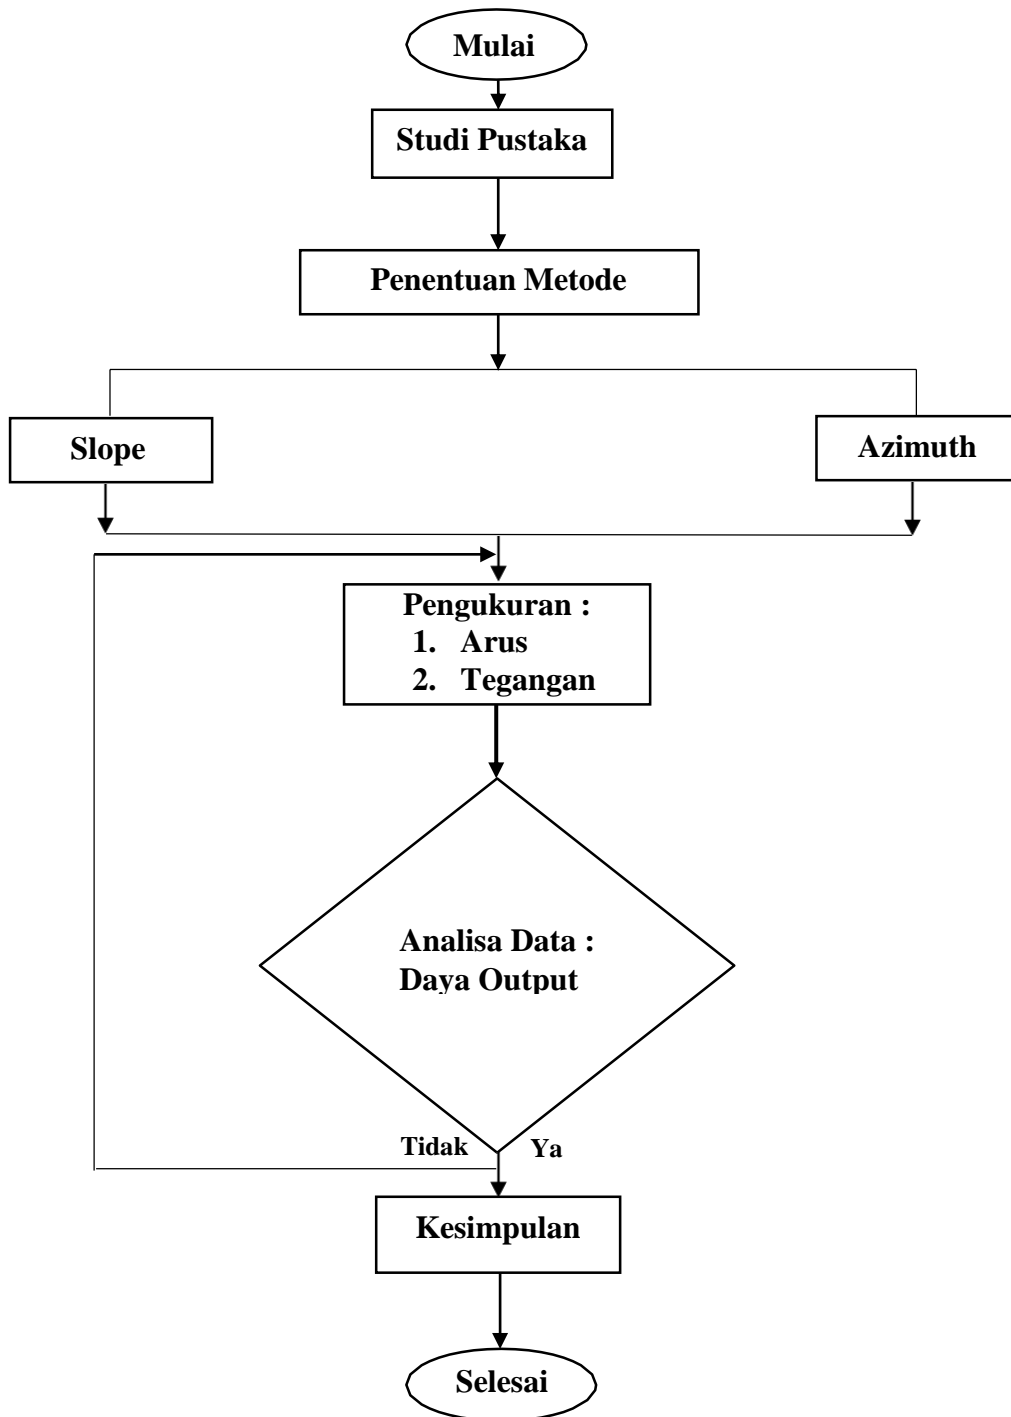 Mulai
Studi Pustaka
Penentuan Metode
Slope
Azimuth
Pengukuran :
1. Arus
2. Tegangan
Analisa Data :
Daya Output
Tidak
Ya
Kesimpulan
Selesai